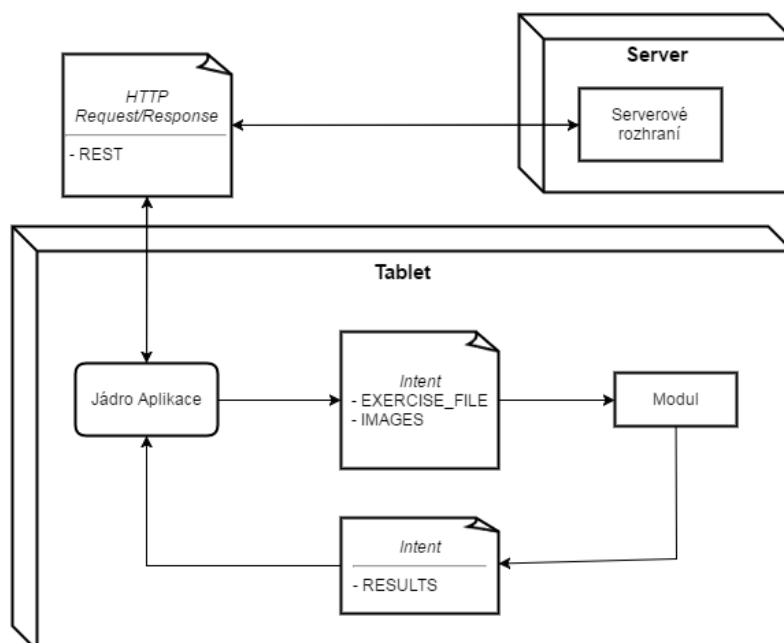 Server
HTTP
Request/Response
- REST
Serverové
rozhraní
Tablet
Jádro Aplikace
Intent
- EXERCISE_FILE
- IMAGES
Modul
Intent
- RESULTS